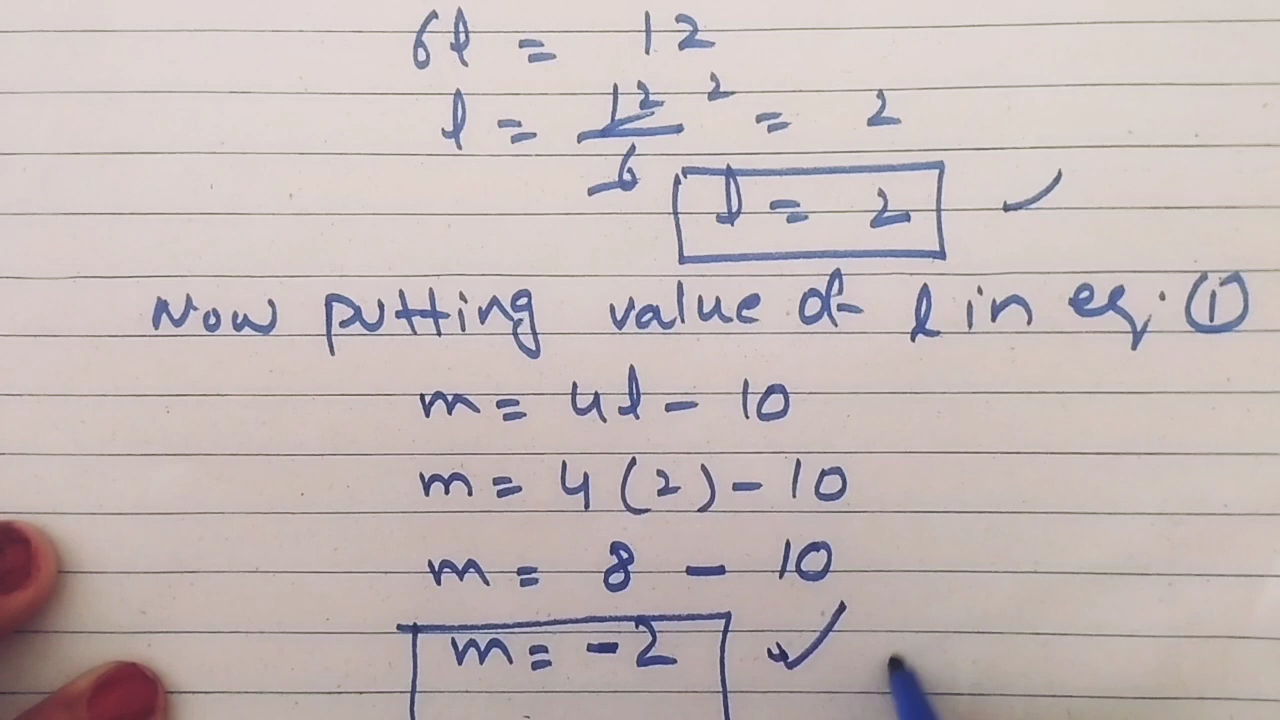 6l = 12
l = 12/6 2 = 2
l = 2 ✓
Now putting value of l in eq. ①
m = 4l - 10
m = 4(2) - 10
m = 8 - 10
m = -2 ✓